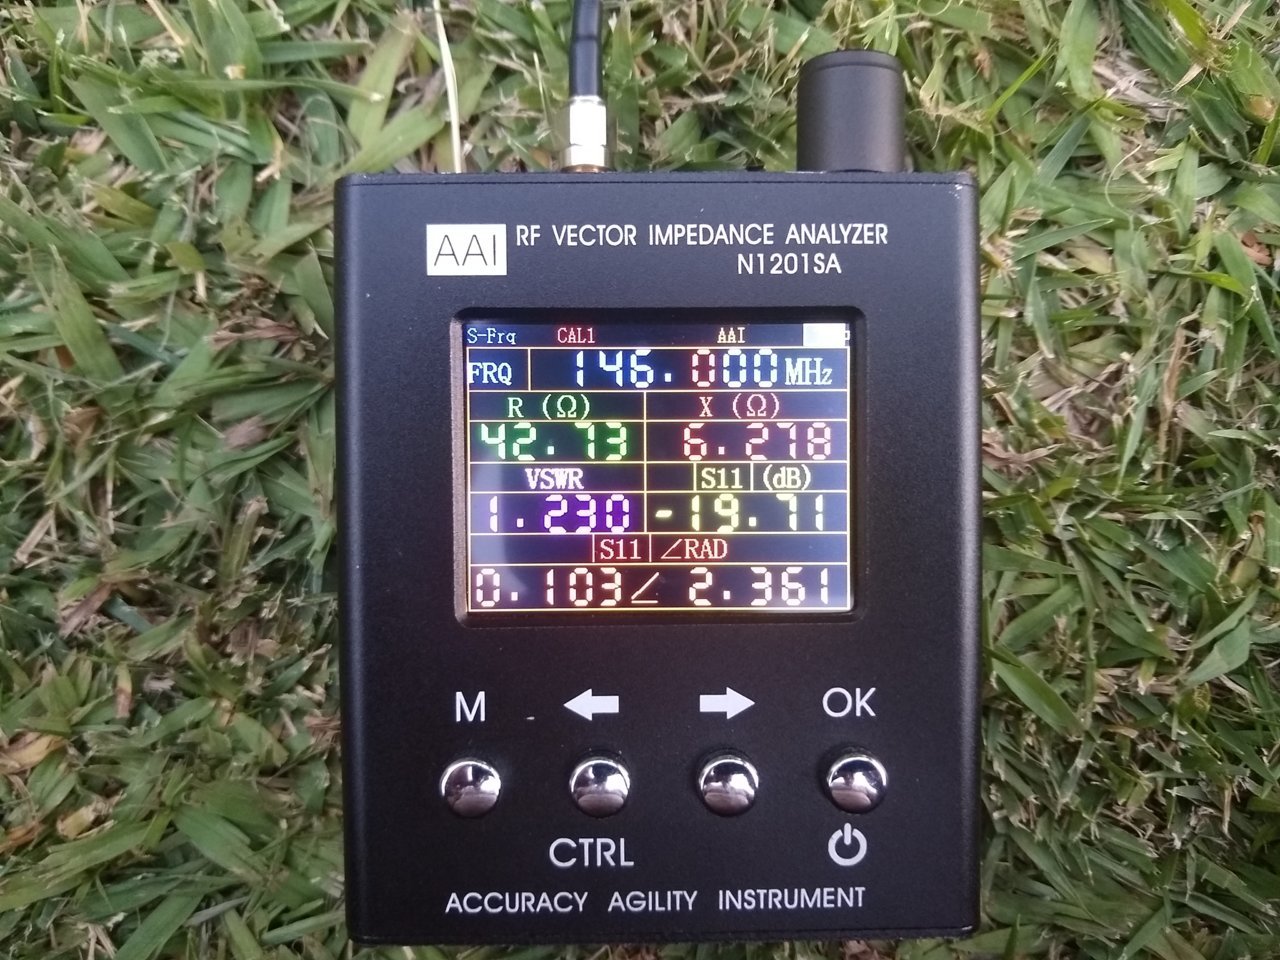 AAI RF VECTOR IMPEDANCE ANALYZER
N1201SA
S-Frq CAL1 AAI
FRQ 146.000 MHz
R (Ω) X (Ω)
42.73 6.278
VSWR |S11| (dB)
1.230 -19.71
|S11| ∠RAD
0.103∠ 2.361
M ← → OK
CTRL
ACCURACY AGILITY INSTRUMENT